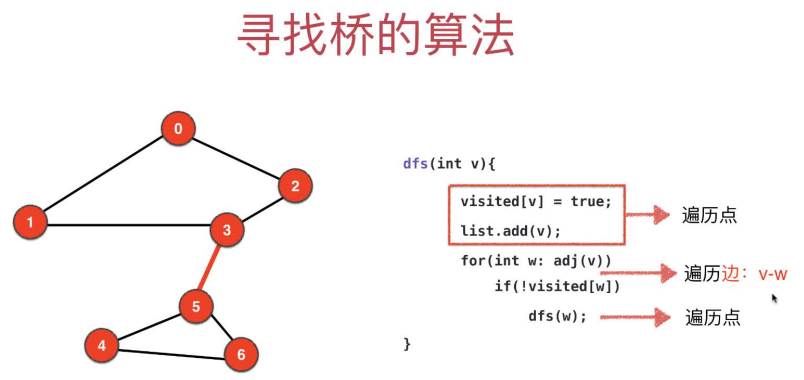 寻找桥的算法
0
2
1
3
5
4
6
dfs(int v){
visited[v] = true;
list.add(v);
遍历点
for(int w: adj(v))
遍历边：v-w
if(!visited[w])
dfs(w);
遍历点
}